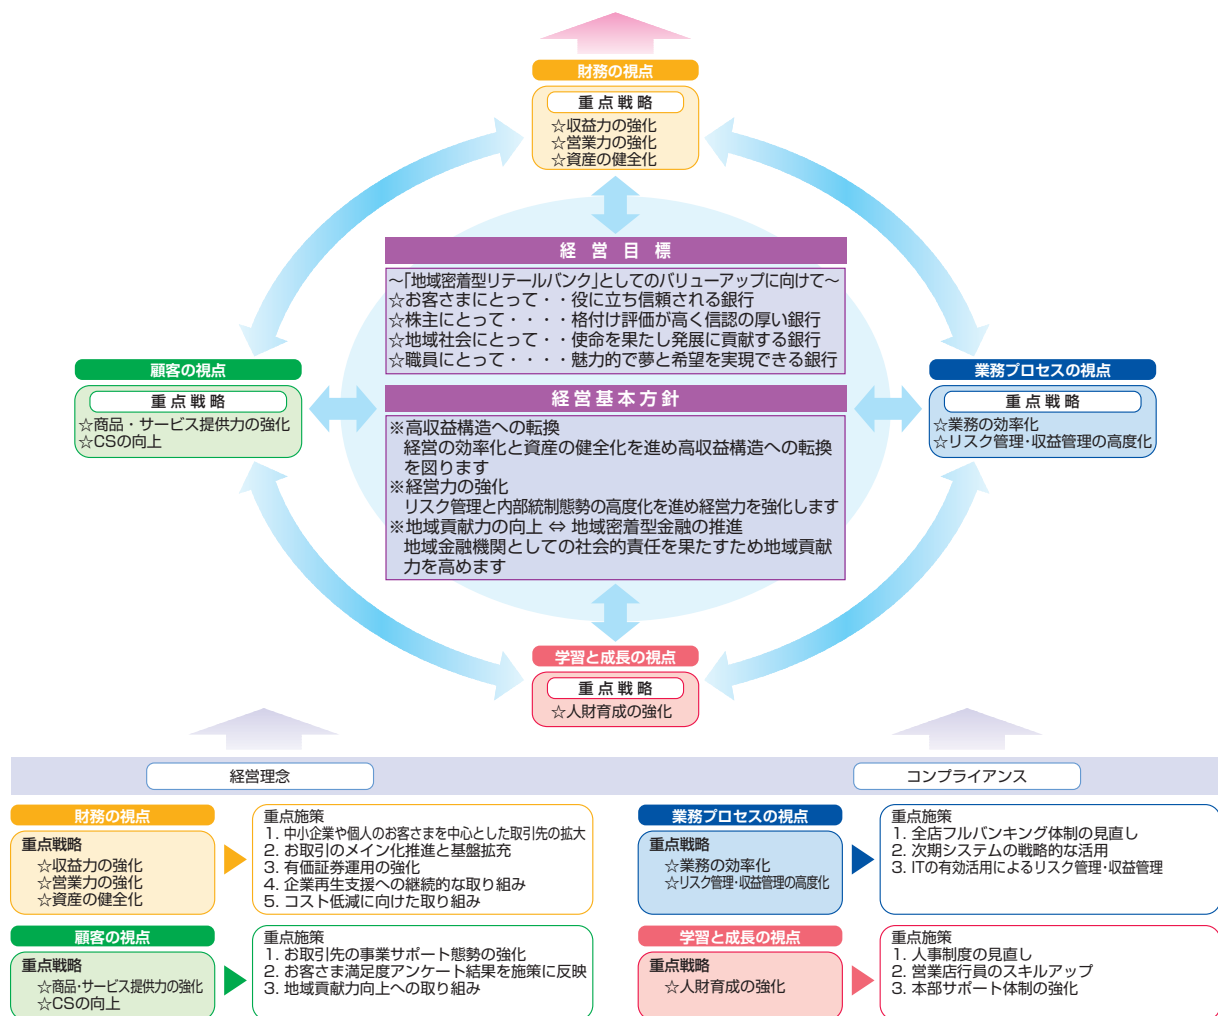 財務の視点
重点戦略
☆収益力の強化
☆営業力の強化
☆資産の健全化
経営目標
～「地域密着型リテールバンク」としてのバリューアップに向けて～
☆お客さまにとって・・役に立ち信頼される銀行
☆株主にとって・・・・格付け評価が高く信認の厚い銀行
☆地域社会にとって・・使命を果たし発展に貢献する銀行
☆職員にとって・・・・魅力的で夢と希望を実現できる銀行
顧客の視点
重点戦略
☆商品・サービス提供力の強化
☆CSの向上
経営基本方針
※高収益構造への転換
経営の効率化と資産の健全化を進め高収益構造への転換
を図ります
※経営力の強化
リスク管理と内部統制態勢の高度化を進め経営力を強化します
※地域貢献力の向上 ⇔ 地域密着型金融の推進
地域金融機関としての社会的責任を果たすため地域貢献
力を高めます
業務プロセスの視点
重点戦略
☆業務の効率化
☆リスク管理・収益管理の高度化
学習と成長の視点
重点戦略
☆人財育成の強化
経営理念
コンプライアンス
財務の視点
重点戦略
☆収益力の強化
☆営業力の強化
☆資産の健全化
重点施策
1. 中小企業や個人のお客さまを中心とした取引先の拡大
2. お取引のメイン化推進と基盤拡充
3. 有価証券運用の強化
4. 企業再生支援への継続的な取り組み
5. コスト低減に向けた取り組み
業務プロセスの視点
重点戦略
☆業務の効率化
☆リスク管理・収益管理の高度化
重点施策
1. 全店フルバンキング体制の見直し
2. 次期システムの戦略的な活用
3. ITの有効活用によるリスク管理・収益管理
顧客の視点
重点戦略
☆商品・サービス提供力の強化
☆CSの向上
重点施策
1. お取引先の事業サポート態勢の強化
2. お客さま満足度アンケート結果を施策に反映
3. 地域貢献力向上への取り組み
学習と成長の視点
重点戦略
☆人財育成の強化
重点施策
1. 人事制度の見直し
2. 営業店行員のスキルアップ
3. 本部サポート体制の強化